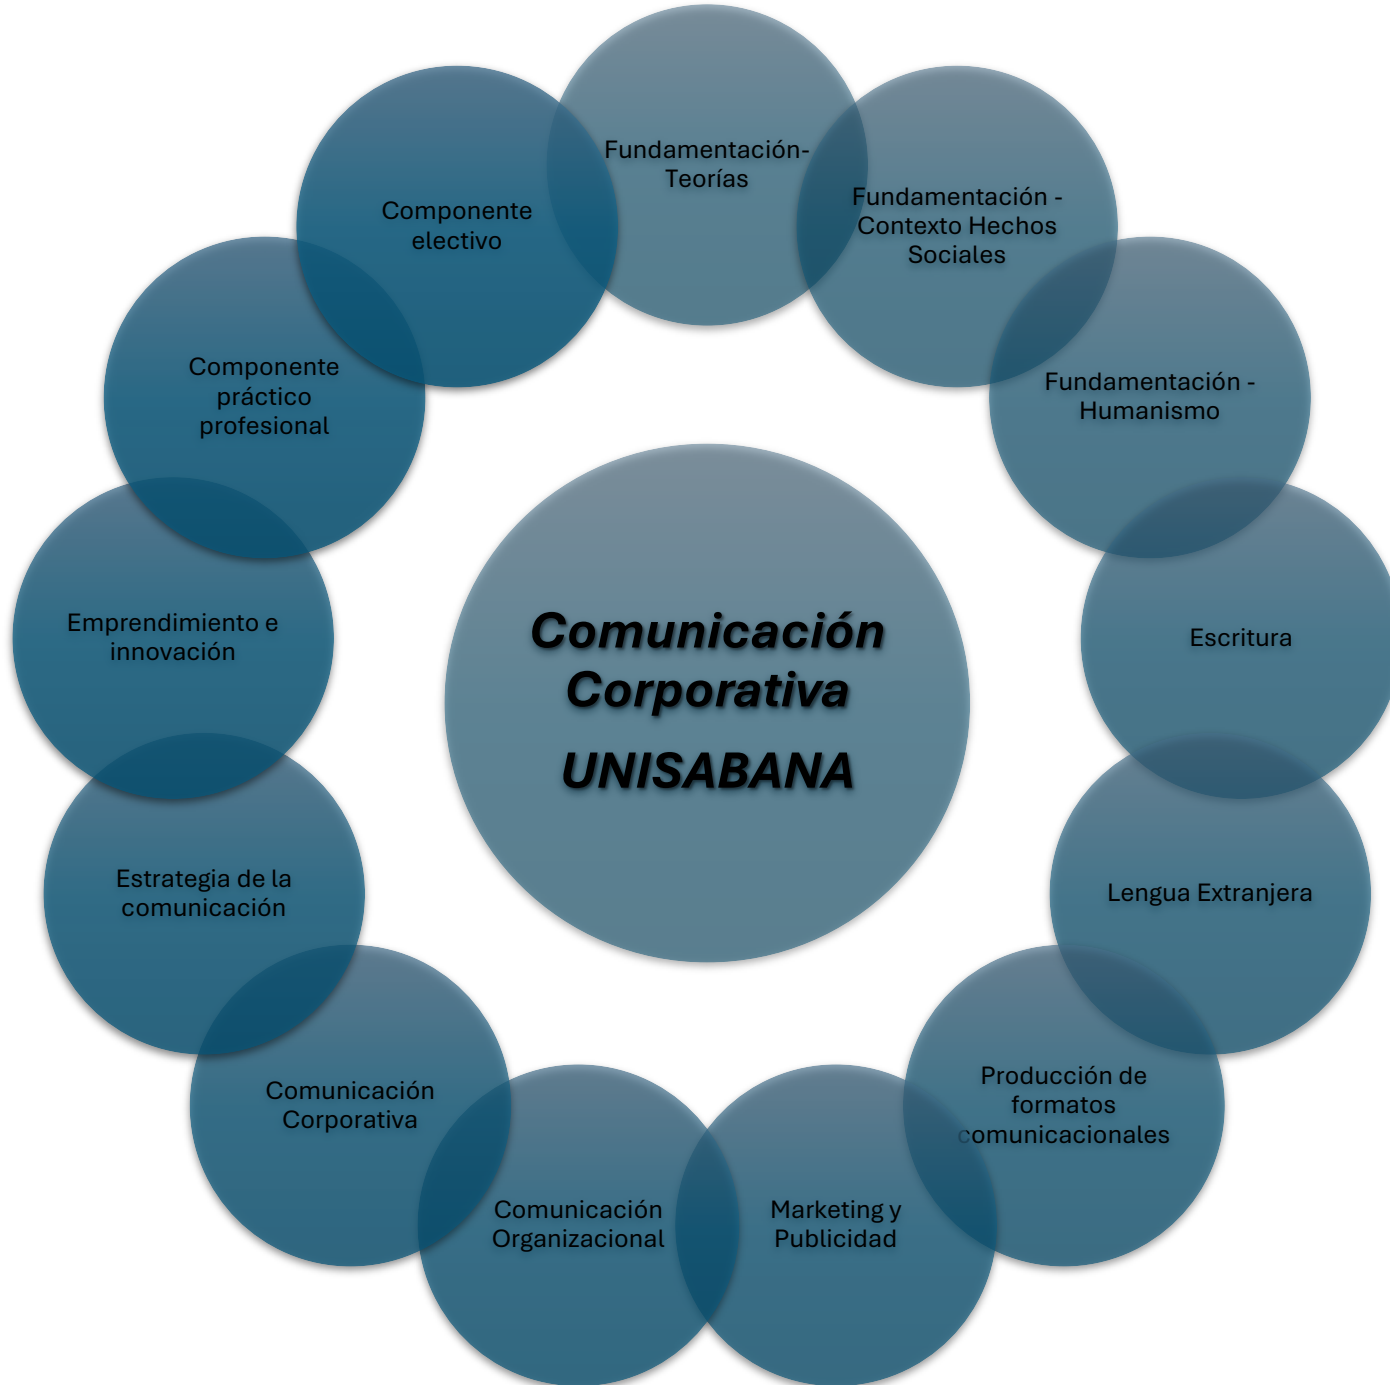 Fundamentación-
Teorías
Fundamentación -
Contexto Hechos
Sociales
Fundamentación -
Humanismo
Escritura
Lengua Extranjera
Producción de
formatos
comunicacionales
Marketing y
Publicidad
Comunicación
Organizacional
Comunicación
Corporativa
Estrategia de la
comunicación
Emprendimiento e
innovación
Componente
práctico
profesional
Componente
electivo
Comunicación
Corporativa
UNISABANA